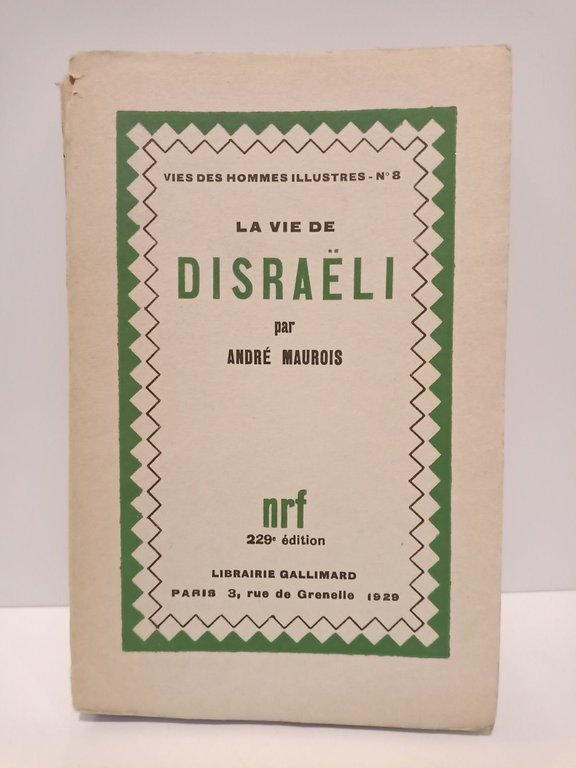 VIES DES HOMMES ILLUSTRES - N° 8
LA VIE DE
DISRAËLI
par
ANDRÉ MAUROIS
nrf
229e édition
LIBRAIRIE GALLIMARD
PARIS 3, rue de Grenelle 1929